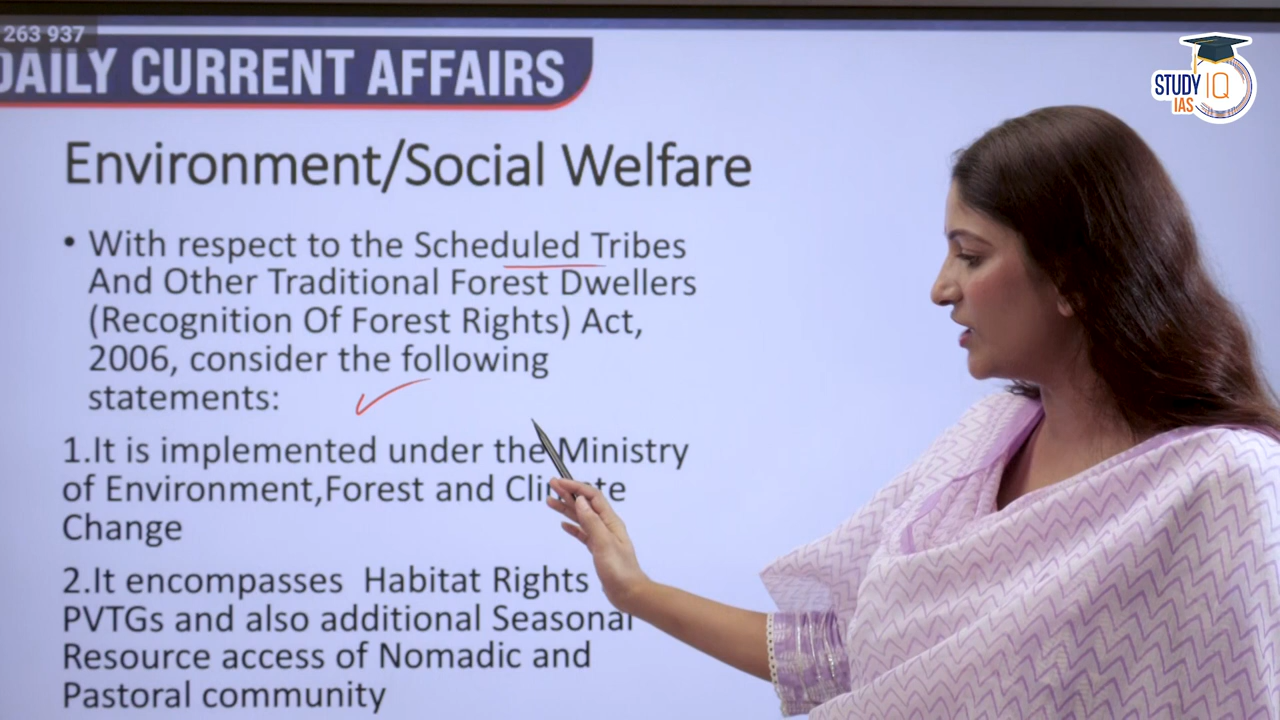 263 937
DAILY CURRENT AFFAIRS
STUDY IQ
IAS
Environment/Social Welfare
• With respect to the Scheduled Tribes
And Other Traditional Forest Dwellers
(Recognition Of Forest Rights) Act,
2006, consider the following
statements:
1.It is implemented under the Ministry
of Environment,Forest and Climate
Change
2.It encompasses Habitat Rights
PVTGs and also additional Seasonal
Resource access of Nomadic and
Pastoral community